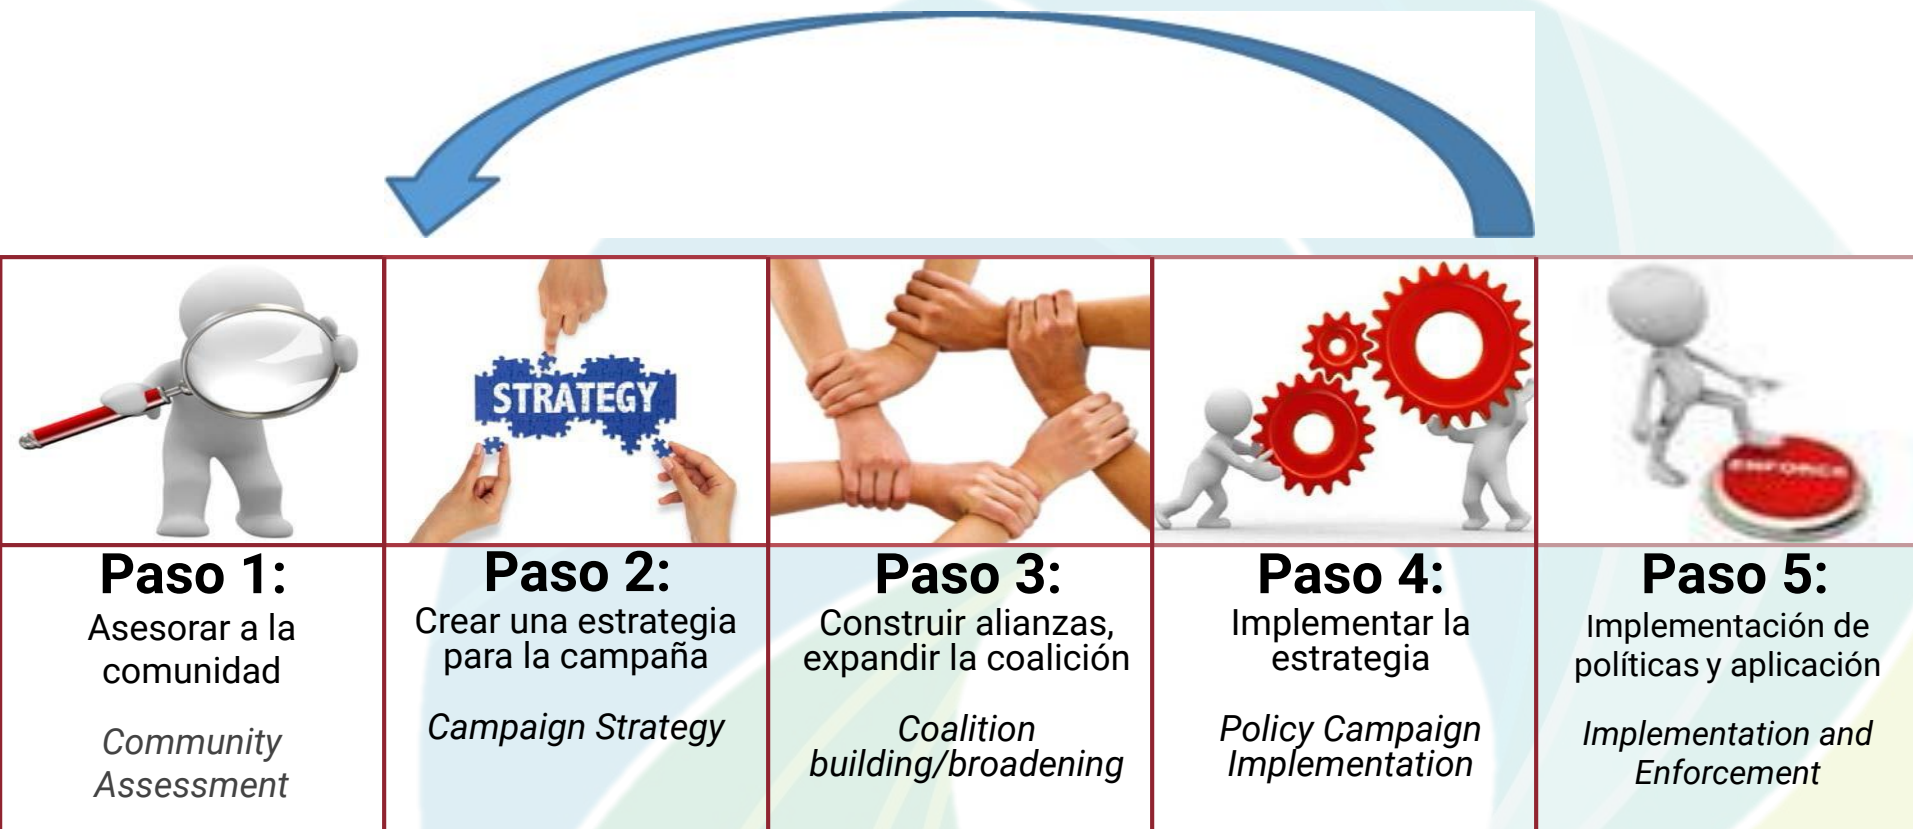 STRATEGY
ENFORCE
Paso 1:
Asesorar a la
comunidad
Community
Assessment
Paso 2:
Crear una estrategia
para la campaña
Campaign Strategy
Paso 3:
Construir alianzas,
expandir la coalición
Coalition
building/broadening
Paso 4:
Implementar la
estrategia
Policy Campaign
Implementation
Paso 5:
Implementación de
políticas y aplicación
Implementation and
Enforcement